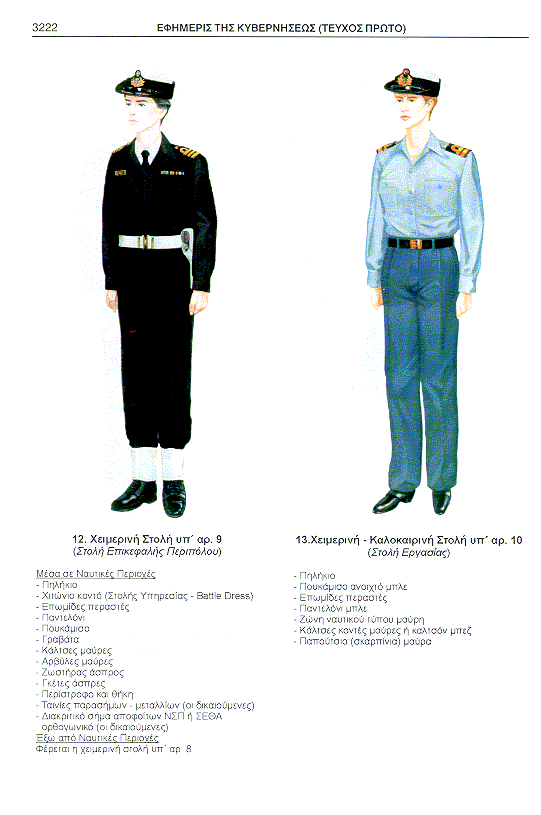 3222
ΕΦΗΜΕΡΙΣ ΤΗΣ ΚΥΒΕΡΝΗΣΕΩΣ (ΤΕΥΧΟΣ ΠΡΩΤΟ)
12. Χειμερινή Στολή υπ΄ αρ. 9
(Στολή Επικεφαλής Περιπόλου)
Μέσα σε Ναυτικές Περιοχές
- Πηλήκιο
- Χιτώνιο κοντό (Στολής Υπηρεσίας - Battle Dress)
- Επωμίδες περαστές
- Παντελόνι
- Πουκάμισο
- Γραβάτα
- Κάλτσες μαύρες
- Αρβύλες μαύρες
- Ζωστήρας άσπρος
- Γκέτες άσπρες
- Περίστροφο και θήκη
- Ταινίες παρασήμων - μεταλλίων (οι δικαιούμενες)
- Διακριτικό σήμα αποφοίτων ΝΣΠ ή ΣΕΘΑ
ορθογωνικό (οι δικαιούμενες)
Έξω από Ναυτικές Περιοχές
Φέρεται η χειμερινή στολή υπ΄ αρ. 8
13.Χειμερινή - Καλοκαιρινή Στολή υπ΄ αρ. 10
(Στολή Εργασίας)
- Πηλήκιο
- Πουκάμισο ανοιχτό μπλε
- Επωμίδες περαστές
- Παντελόνι μπλε
- Ζώνη ναυτικού τύπου μαύρη
- Κάλτσες κοντές μαύρες ή καλτσόν μπεζ
- Παπούτσια (σκαρπίνια) μαύρα